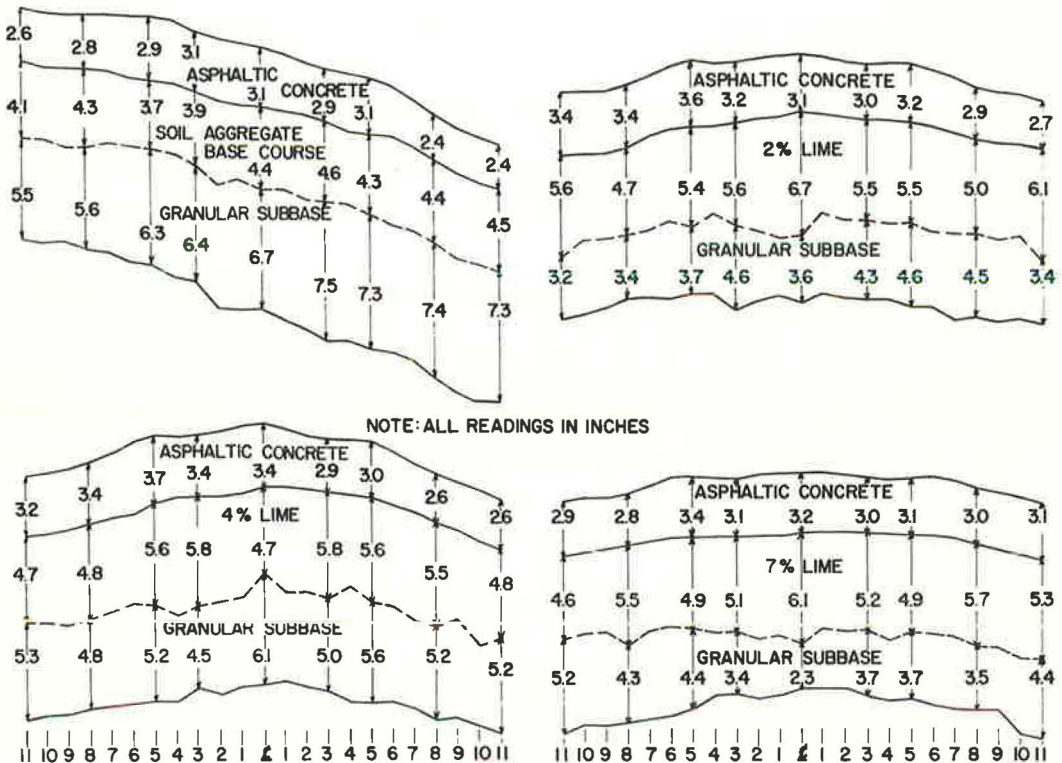 2.6 2.8 2.9 3.1 3.1 2.9 3.1 2.4 2.4
ASPHALTIC CONCRETE
4.1 4.3 3.7 3.9 4.4 4.6 4.3 4.4 4.5
SOIL AGGREGATE
BASE COURSE
GRANULAR SUBBASE
5.5 5.6 6.3 6.4 6.7 7.5 7.3 7.4 7.3
ASPHALTIC CONCRETE
3.4 3.4 3.6 3.2 3.1 3.0 3.2 2.9 2.7
2% LIME
5.6 4.7 5.4 5.6 6.7 5.5 5.5 5.0 6.1
GRANULAR SUBBASE
3.2 3.4 3.7 4.6 3.6 4.3 4.6 4.5 3.4
NOTE: ALL READINGS IN INCHES
ASPHALTIC CONCRETE
3.2 3.4 3.7 3.4 3.4 2.9 3.0 2.6 2.6
4% LIME
4.7 4.8 5.6 5.8 4.7 5.8 5.6 5.5 4.8
GRANULAR SUBBASE
5.3 4.8 5.2 4.5 6.1 5.0 5.6 5.2 5.2
11 10 9 8 7 6 5 4 3 2 1 ℄ 1 2 3 4 5 6 7 8 9 10 11
ASPHALTIC CONCRETE
2.9 2.8 3.4 3.1 3.2 3.0 3.1 3.0 3.1
7% LIME
4.6 5.5 4.9 5.1 6.1 5.2 4.9 5.7 5.3
GRANULAR SUBBASE
5.2 4.3 4.4 3.4 2.3 3.7 3.7 3.5 4.4
11 10 9 8 7 6 5 4 3 2 1 ℄ 1 2 3 4 5 6 7 8 9 10 11